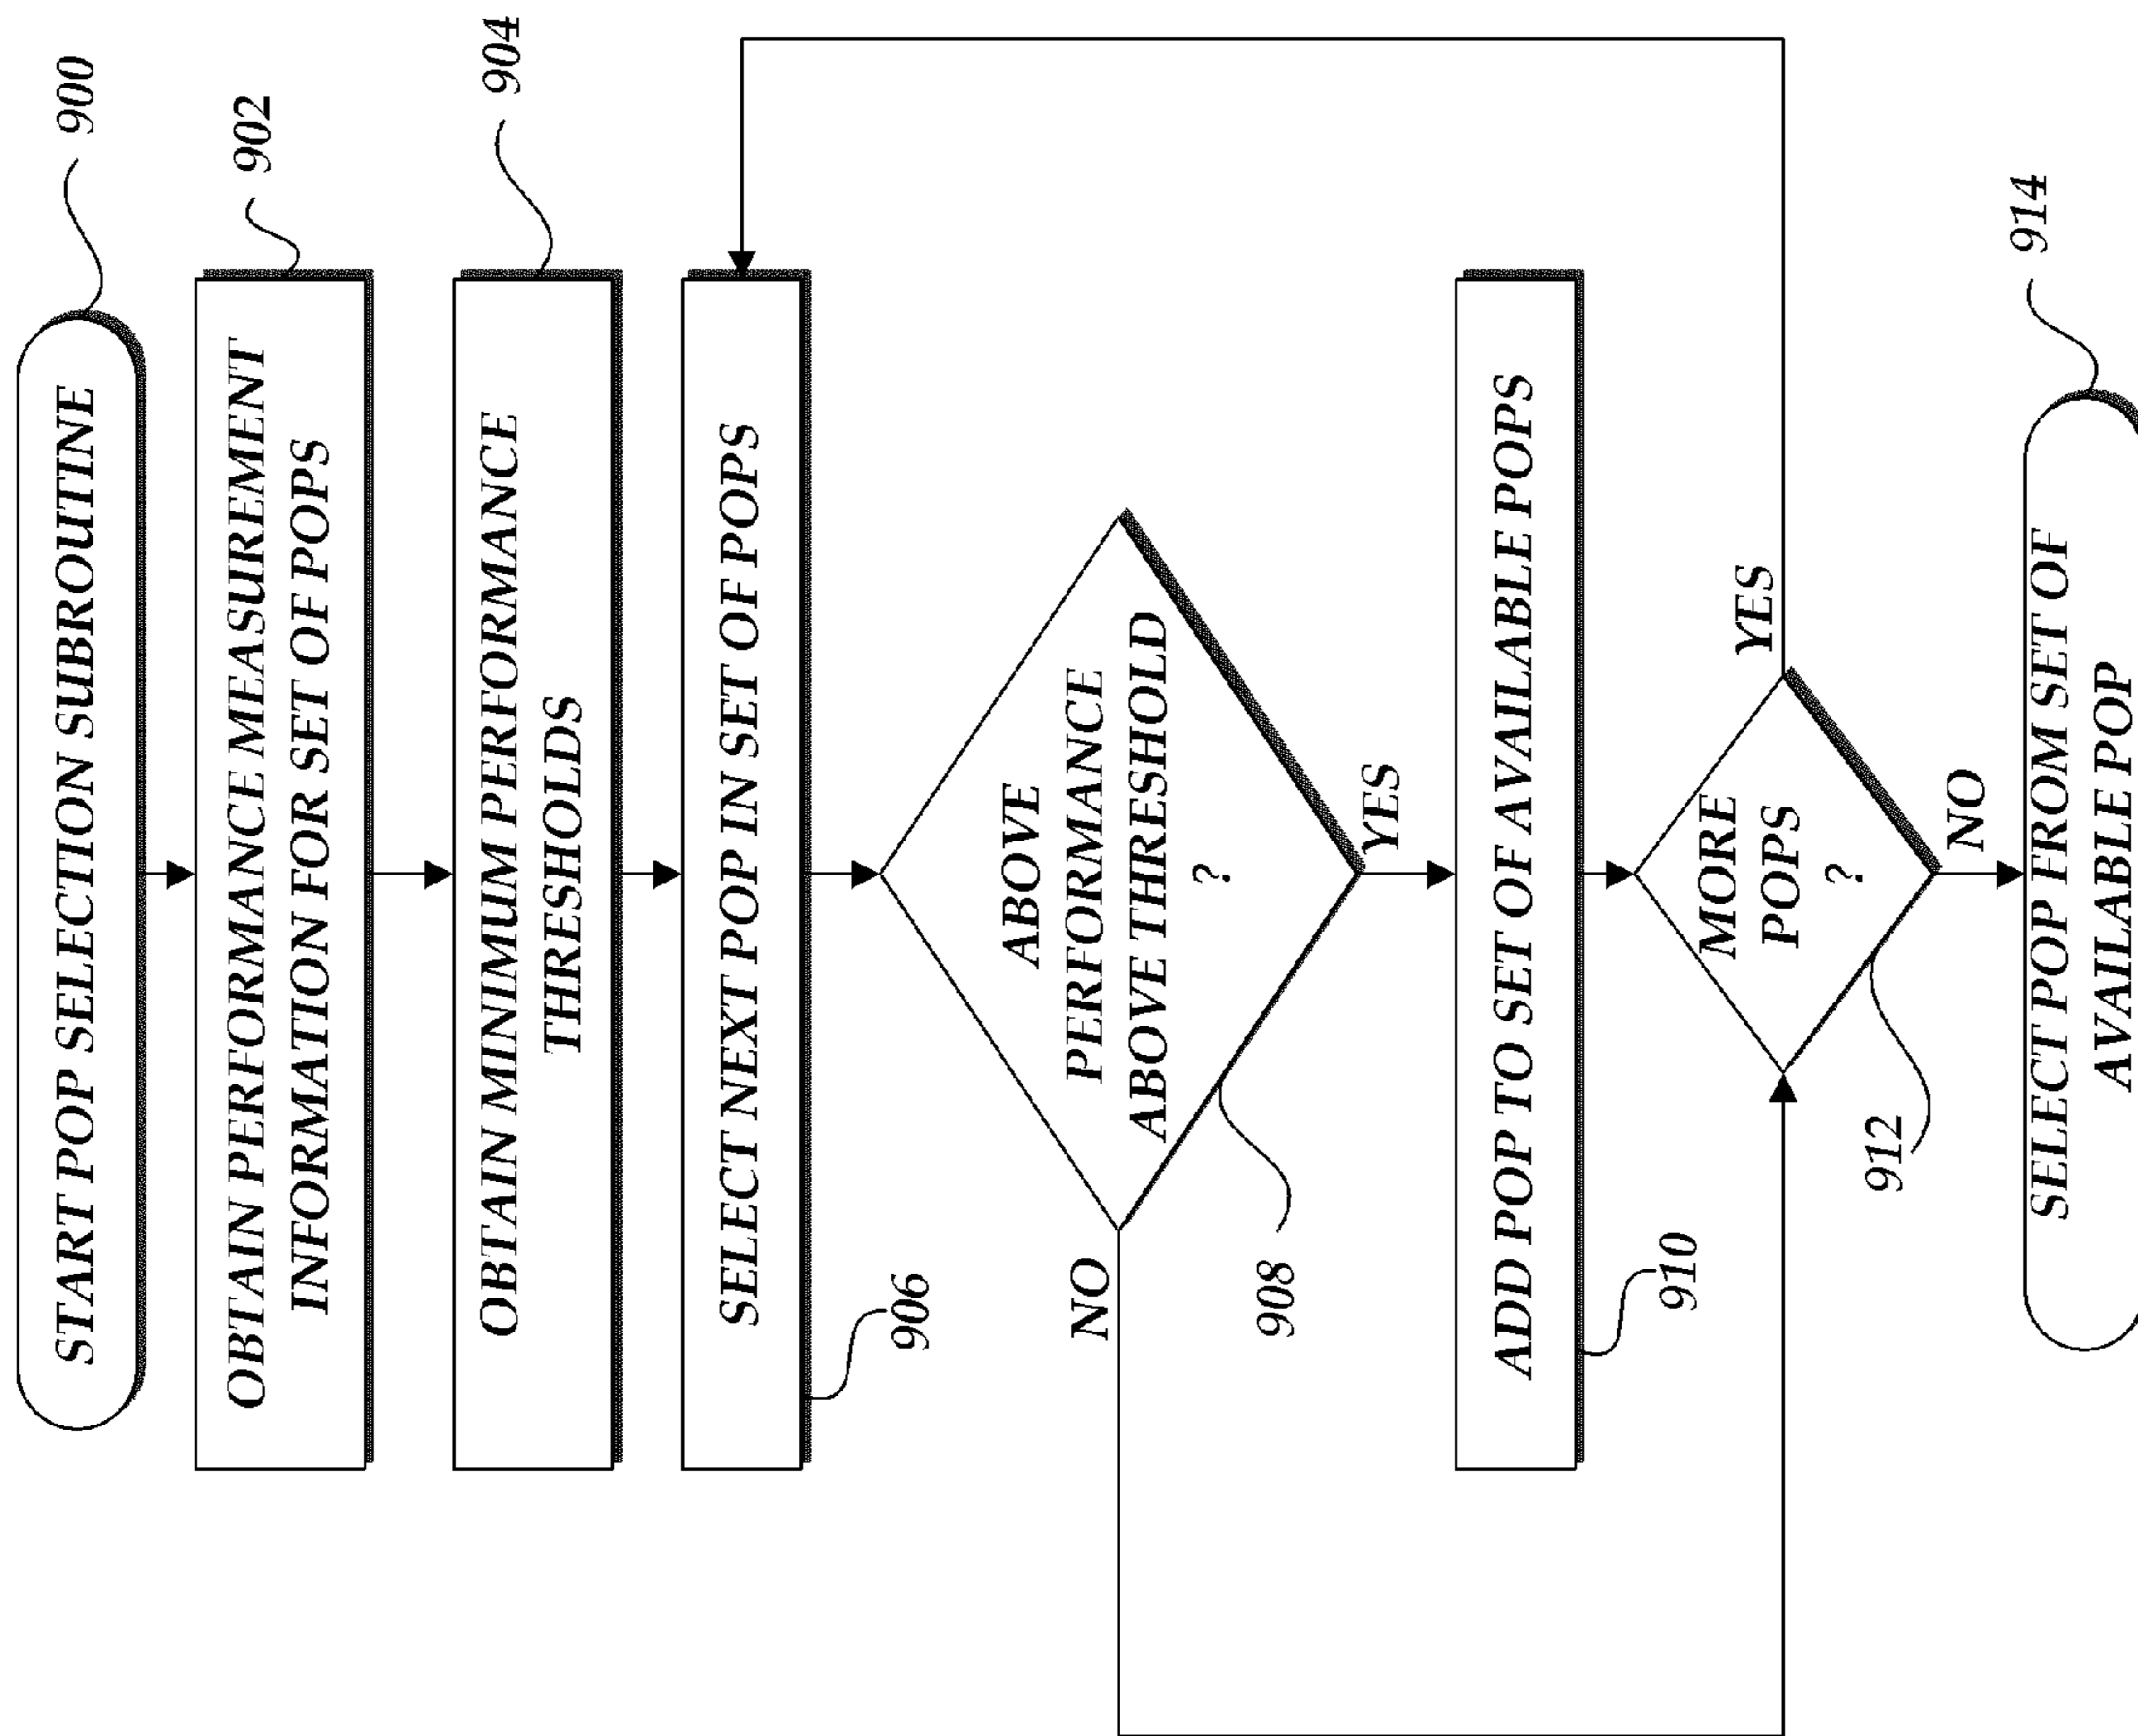 START POP SELECTION SUBROUTINE
900
OBTAIN PERFORMANCE MEASUREMENT
INFORMATION FOR SET OF POPS
902
OBTAIN MINIMUM PERFORMANCE
THRESHOLDS
904
SELECT NEXT POP IN SET OF POPS
906
ABOVE
PERFORMANCE
ABOVE THRESHOLD
?
NO
908
YES
ADD POP TO SET OF AVAILABLE POPS
910
MORE
POPS
?
YES
912
NO
SELECT POP FROM SET OF
AVAILABLE POP
914